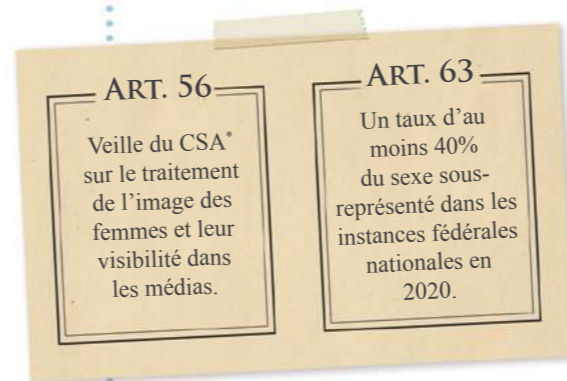 ART. 56
Veille du CSA*
sur le traitement
de l'image des
femmes et leur
visibilité dans
les médias.
ART. 63
Un taux d'au
moins 40%
du sexe sous-
représenté dans les
instances fédérales
nationales en
2020.